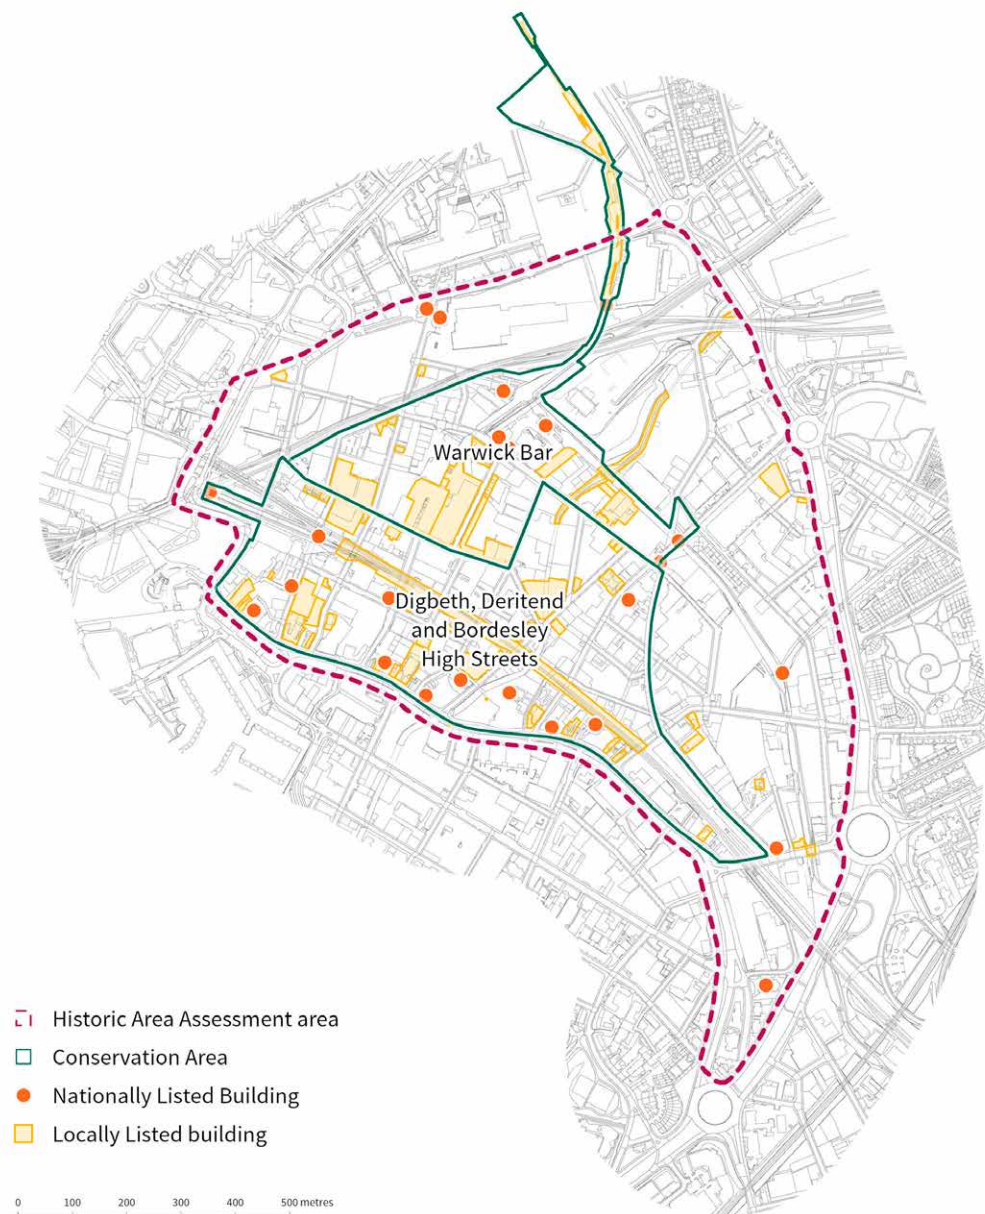 Warwick Bar
Digbeth, Deritend
and Bordesley
High Streets
Historic Area Assessment area
Conservation Area
Nationally Listed Building
Locally Listed building
0 100 200 300 400 500 metres